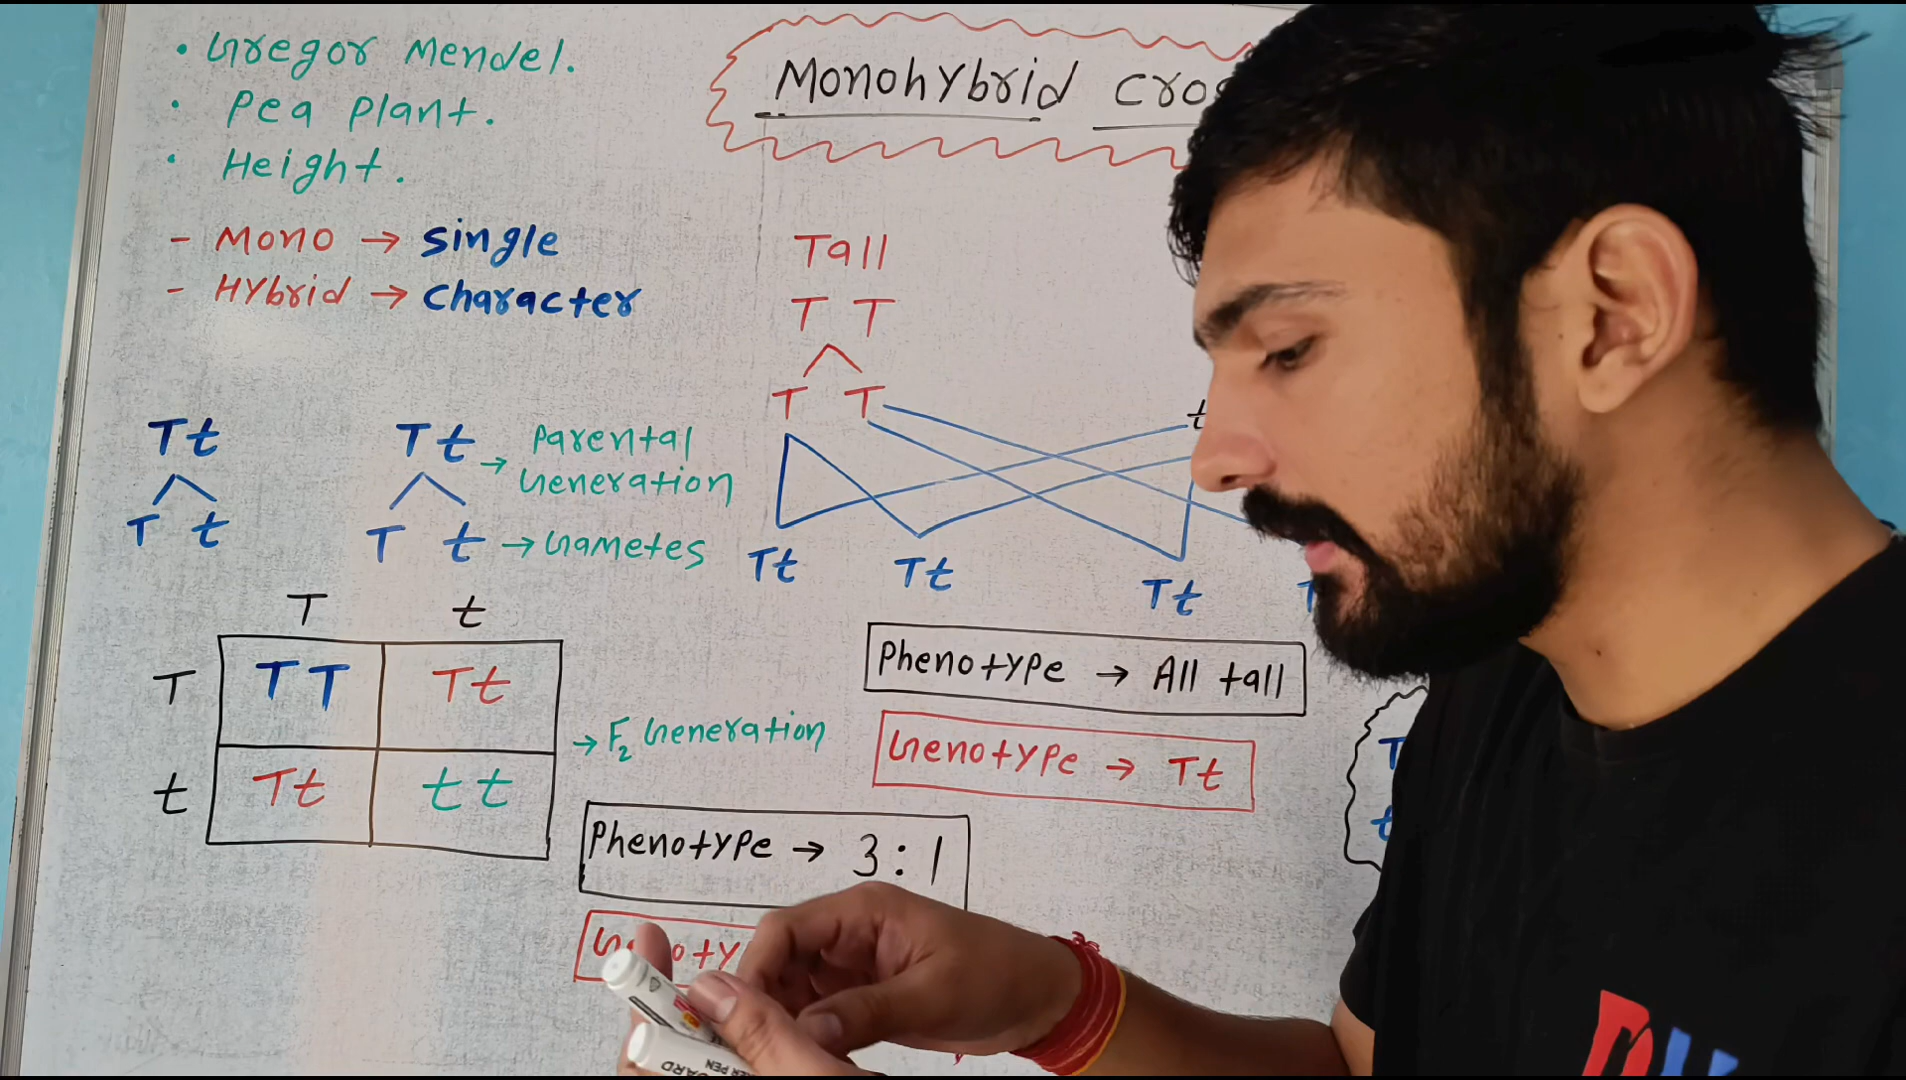 • Gregor Mendel.
• Pea plant.
• Height.
- Mono → single
- Hybrid → character
Monohybrid
Tall
T T
T T
t
Tt Tt Tt
Tt Tt → Parental Generation
T t T t → Gametes
T t
T TT Tt
t Tt tt
→ F₂ Generation
Phenotype → All tall
Genotype → Tt
Phenotype → 3:1